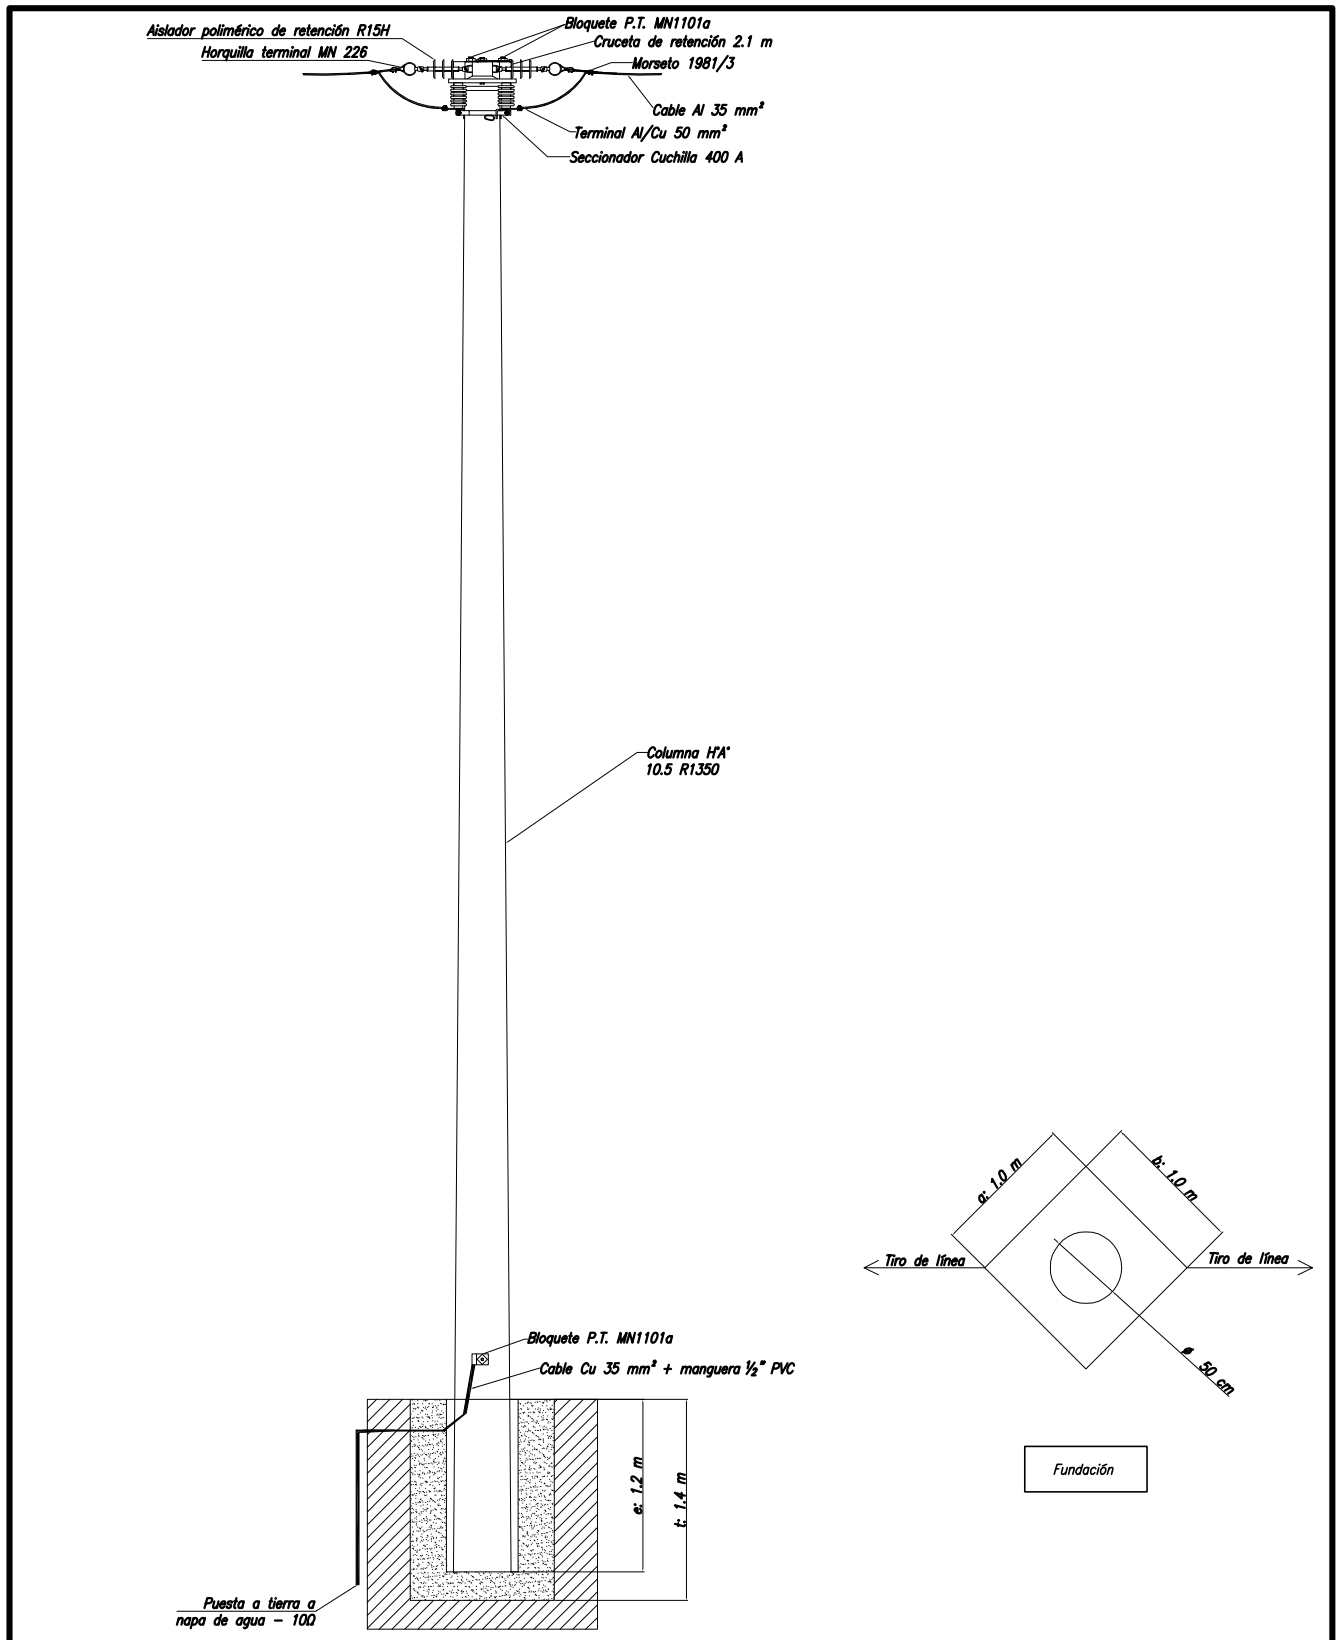 Bloquete P.T. MN1101a
Aislador polimérico de retención R15H
Cruceta de retención 2.1 m
Horquilla terminal MN 226
Morseto 1981/3
Cable Al 35 mm²
Terminal Al/Cu 50 mm²
Seccionador Cuchilla 400 A
Columna H°A°
10.5 R1350
a: 1.0 m
b: 1.0 m
Tiro de línea
Tiro de línea
ø 50 cm
Bloquete P.T. MN1101a
Cable Cu 35 mm² + manguera ½" PVC
Fundación
e: 1.2 m
t: 1.4 m
Puesta a tierra a
napa de agua - 10Ω